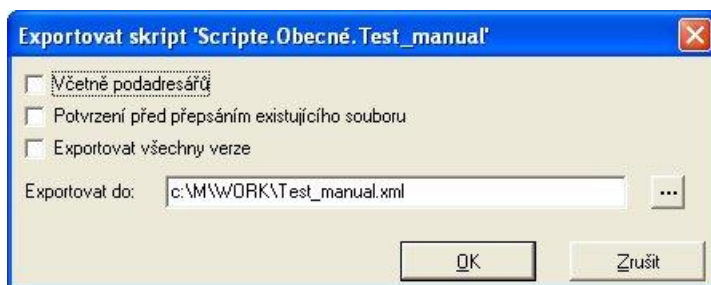 Exportovat skript 'Scripte.Obecné.Test_manual'
Včetně podadresářů
Potvrzení před přepsáním existujícího souboru
Exportovat všechny verze
Exportovat do: c:\M\WORK\Test_manual.xml ...
OK Zrušit